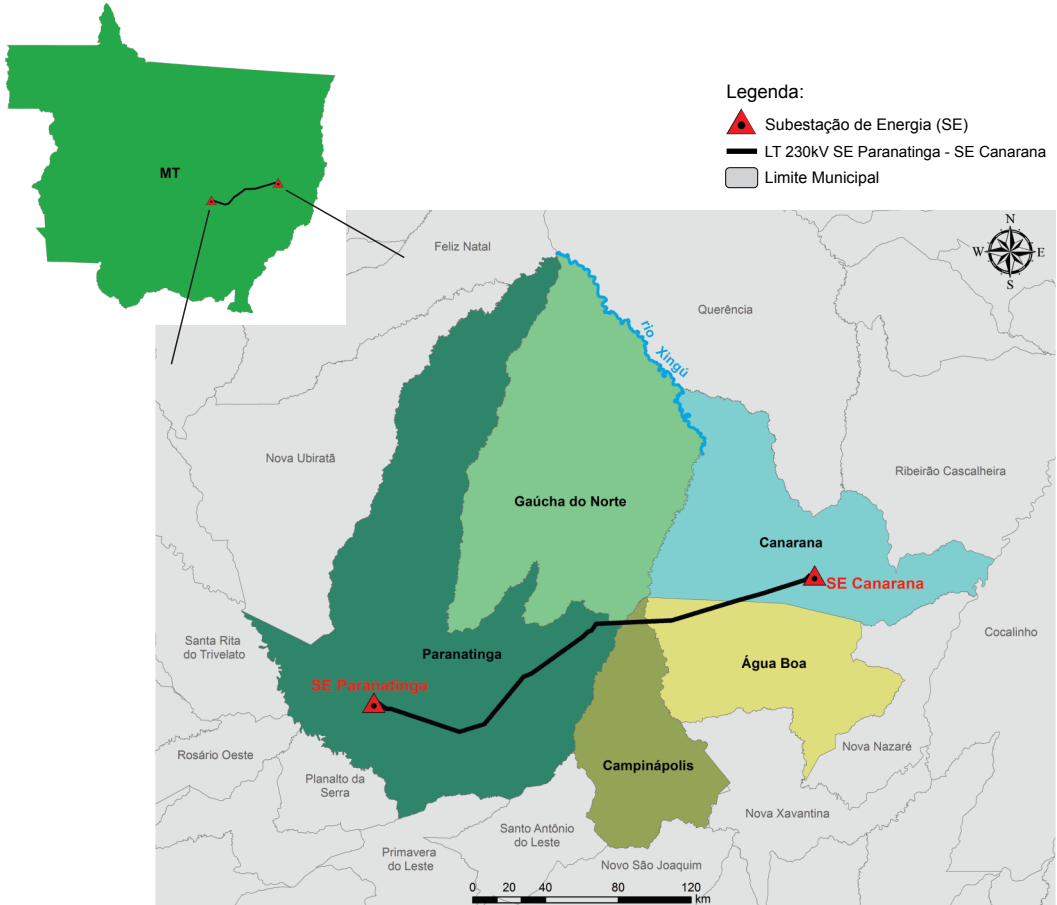 MT
Legenda:
Subestação de Energia (SE)
LT 230kV SE Paranatinga - SE Canarana
Limite Municipal
N
W
E
S
Feliz Natal
Querência
rio Xingú
Nova Ubiratã
Ribeirão Cascalheira
Gaúcha do Norte
Canarana
SE Canarana
Santa Rita
do Trivelato
Cocalinho
Paranatinga
Água Boa
SE Paranatinga
Rosário Oeste
Nova Nazaré
Campinápolis
Planalto da
Serra
Nova Xavantina
Santo Antônio
do Leste
Primavera
do Leste
Novo São Joaquim
0 20 40 80 120
km